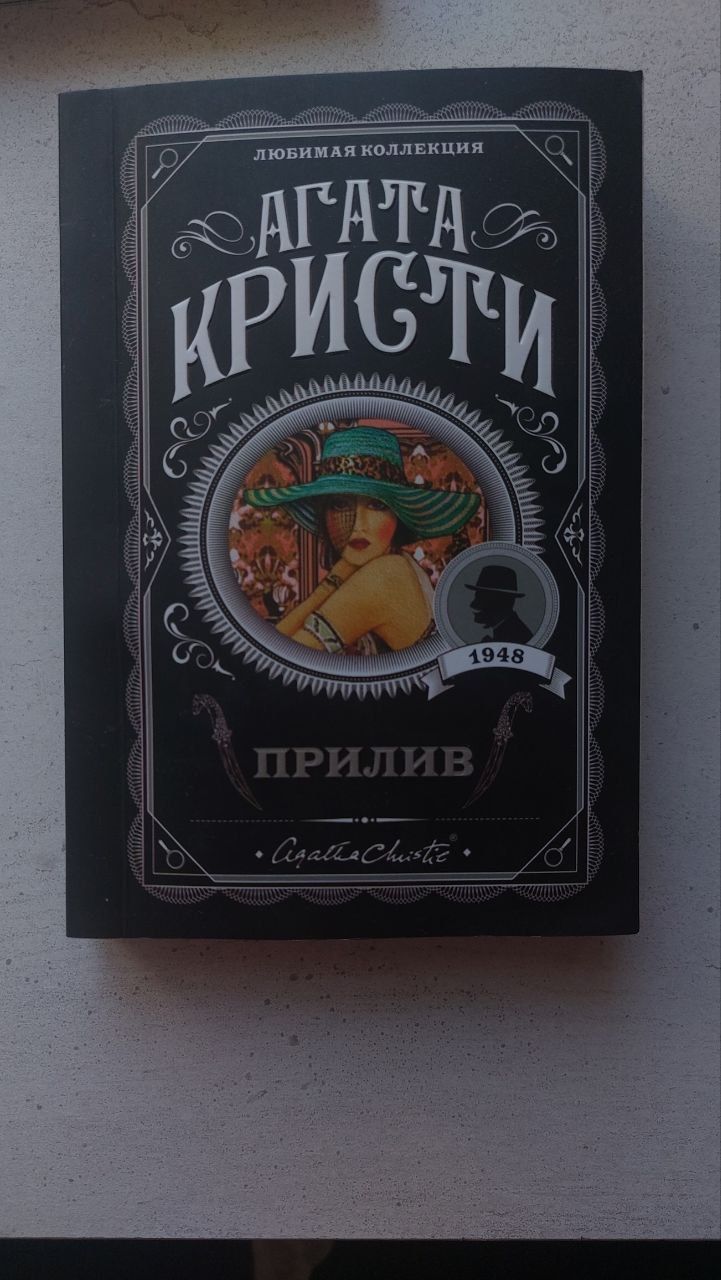 ЛЮБИМАЯ КОЛЛЕКЦИЯ
АГАТА
КРИСТИ
1948
ПРИЛИВ
Agatha Christie®